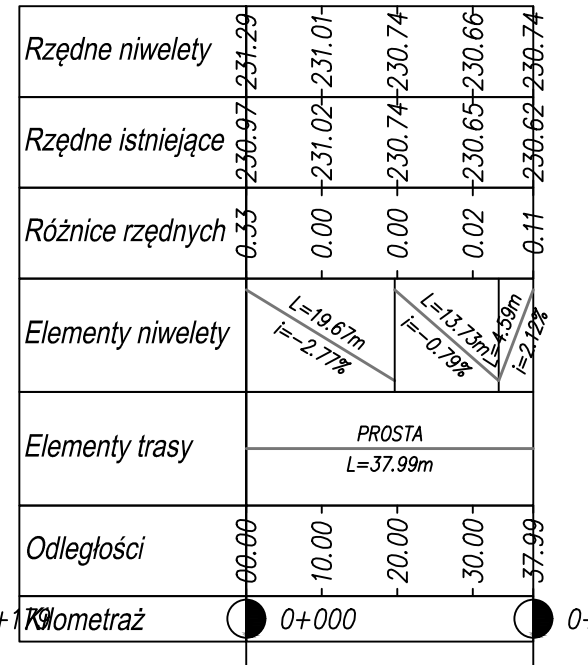 Rzędne niwelety 231.29 231.01 230.74 230.66 230.74
Rzędne istniejące 230.97 231.02 230.74 230.65 230.62
Różnice rzędnych 0.33 0.00 0.00 0.02 0.11
Elementy niwelety L=19.67m L=13.73m L=4.59m
i=-2.77% i=-0.79% i=2.12%
Elementy trasy PROSTA
L=37.99m
Odległości 00.00 10.00 20.00 30.00 37.99
Kilometraż 0+000